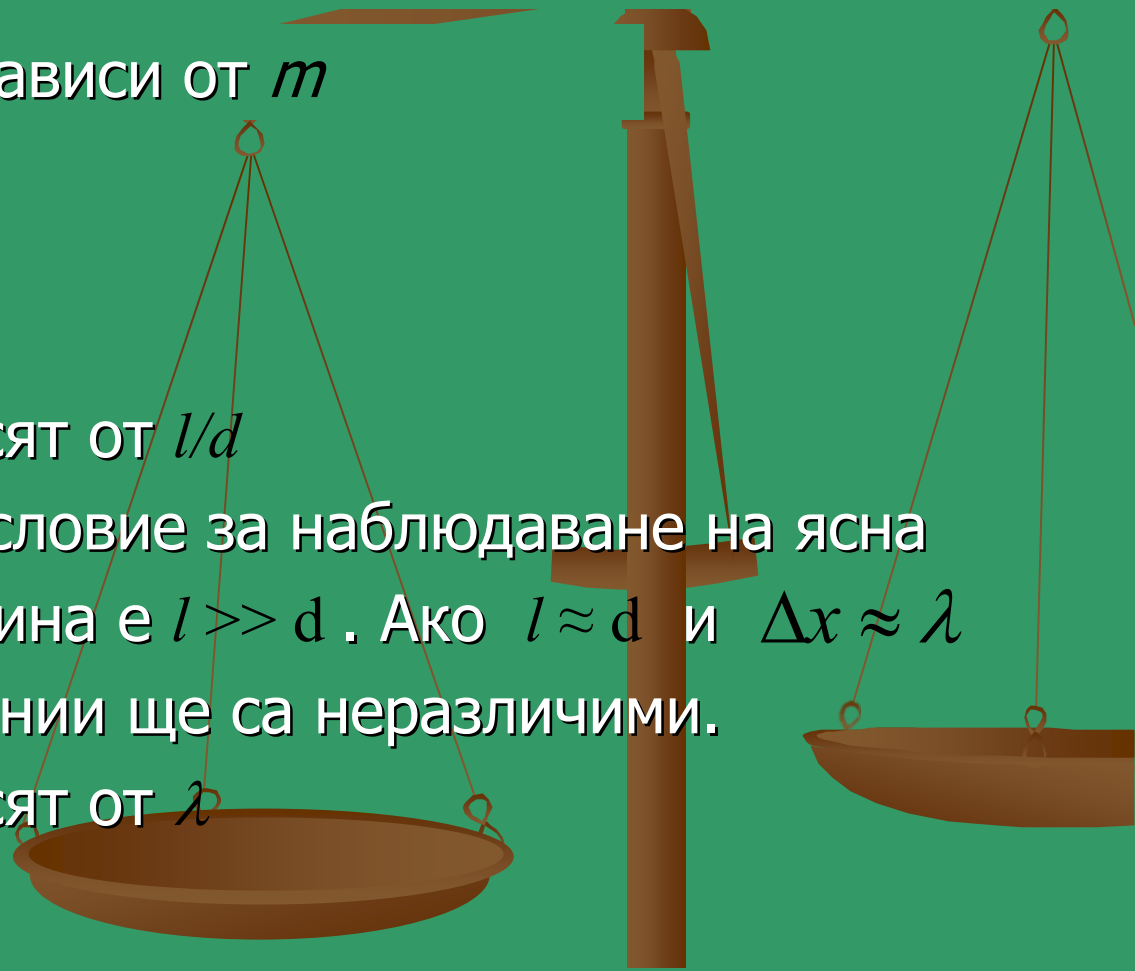 ависи от m
сят от l/d
словие за наблюдаване на ясна
ина е l >> d . Ако l ≈ d и Δx ≈ λ
нии ще са неразличими.
сят от λ